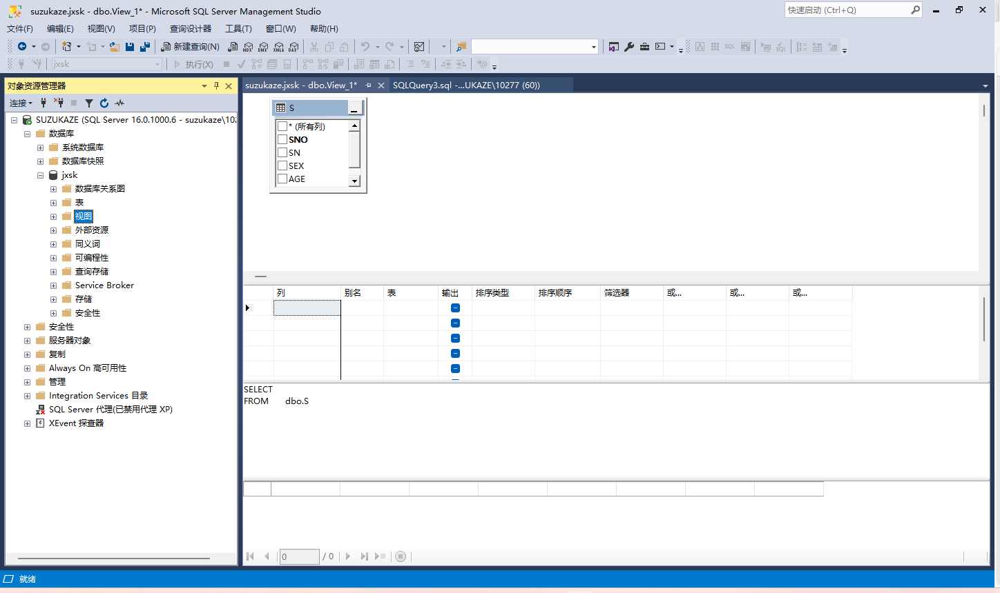 suzukaze.jxsk - dbo.View_1* - Microsoft SQL Server Management Studio
快速启动 (Ctrl+Q)
文件(F) 编辑(E) 视图(V) 项目(P) 查询设计器 工具(T) 窗口(W) 帮助(H)
新建查询(N) MDX DMX XMLA DAX SQL
jxsk 执行(X)
对象资源管理器
连接
SUZUKAZE (SQL Server 16.0.1000.6 - suzukaze\102
数据库
系统数据库
数据库快照
jxsk
数据库关系图
表
视图
外部资源
同义词
可编程性
查询存储
Service Broker
存储
安全性
安全性
服务器对象
复制
Always On 高可用性
管理
Integration Services 目录
SQL Server 代理(已禁用代理 XP)
XEvent 探查器
suzukaze.jxsk - dbo.View_1* SQLQuery3.sql -...UKAZE\10277 (60))
S
* (所有列)
SNO
SN
SEX
AGE
列 别名 表 输出 排序类型 排序顺序 筛选器 或... 或... 或...
SELECT
FROM dbo.S
0 / 0
就绪